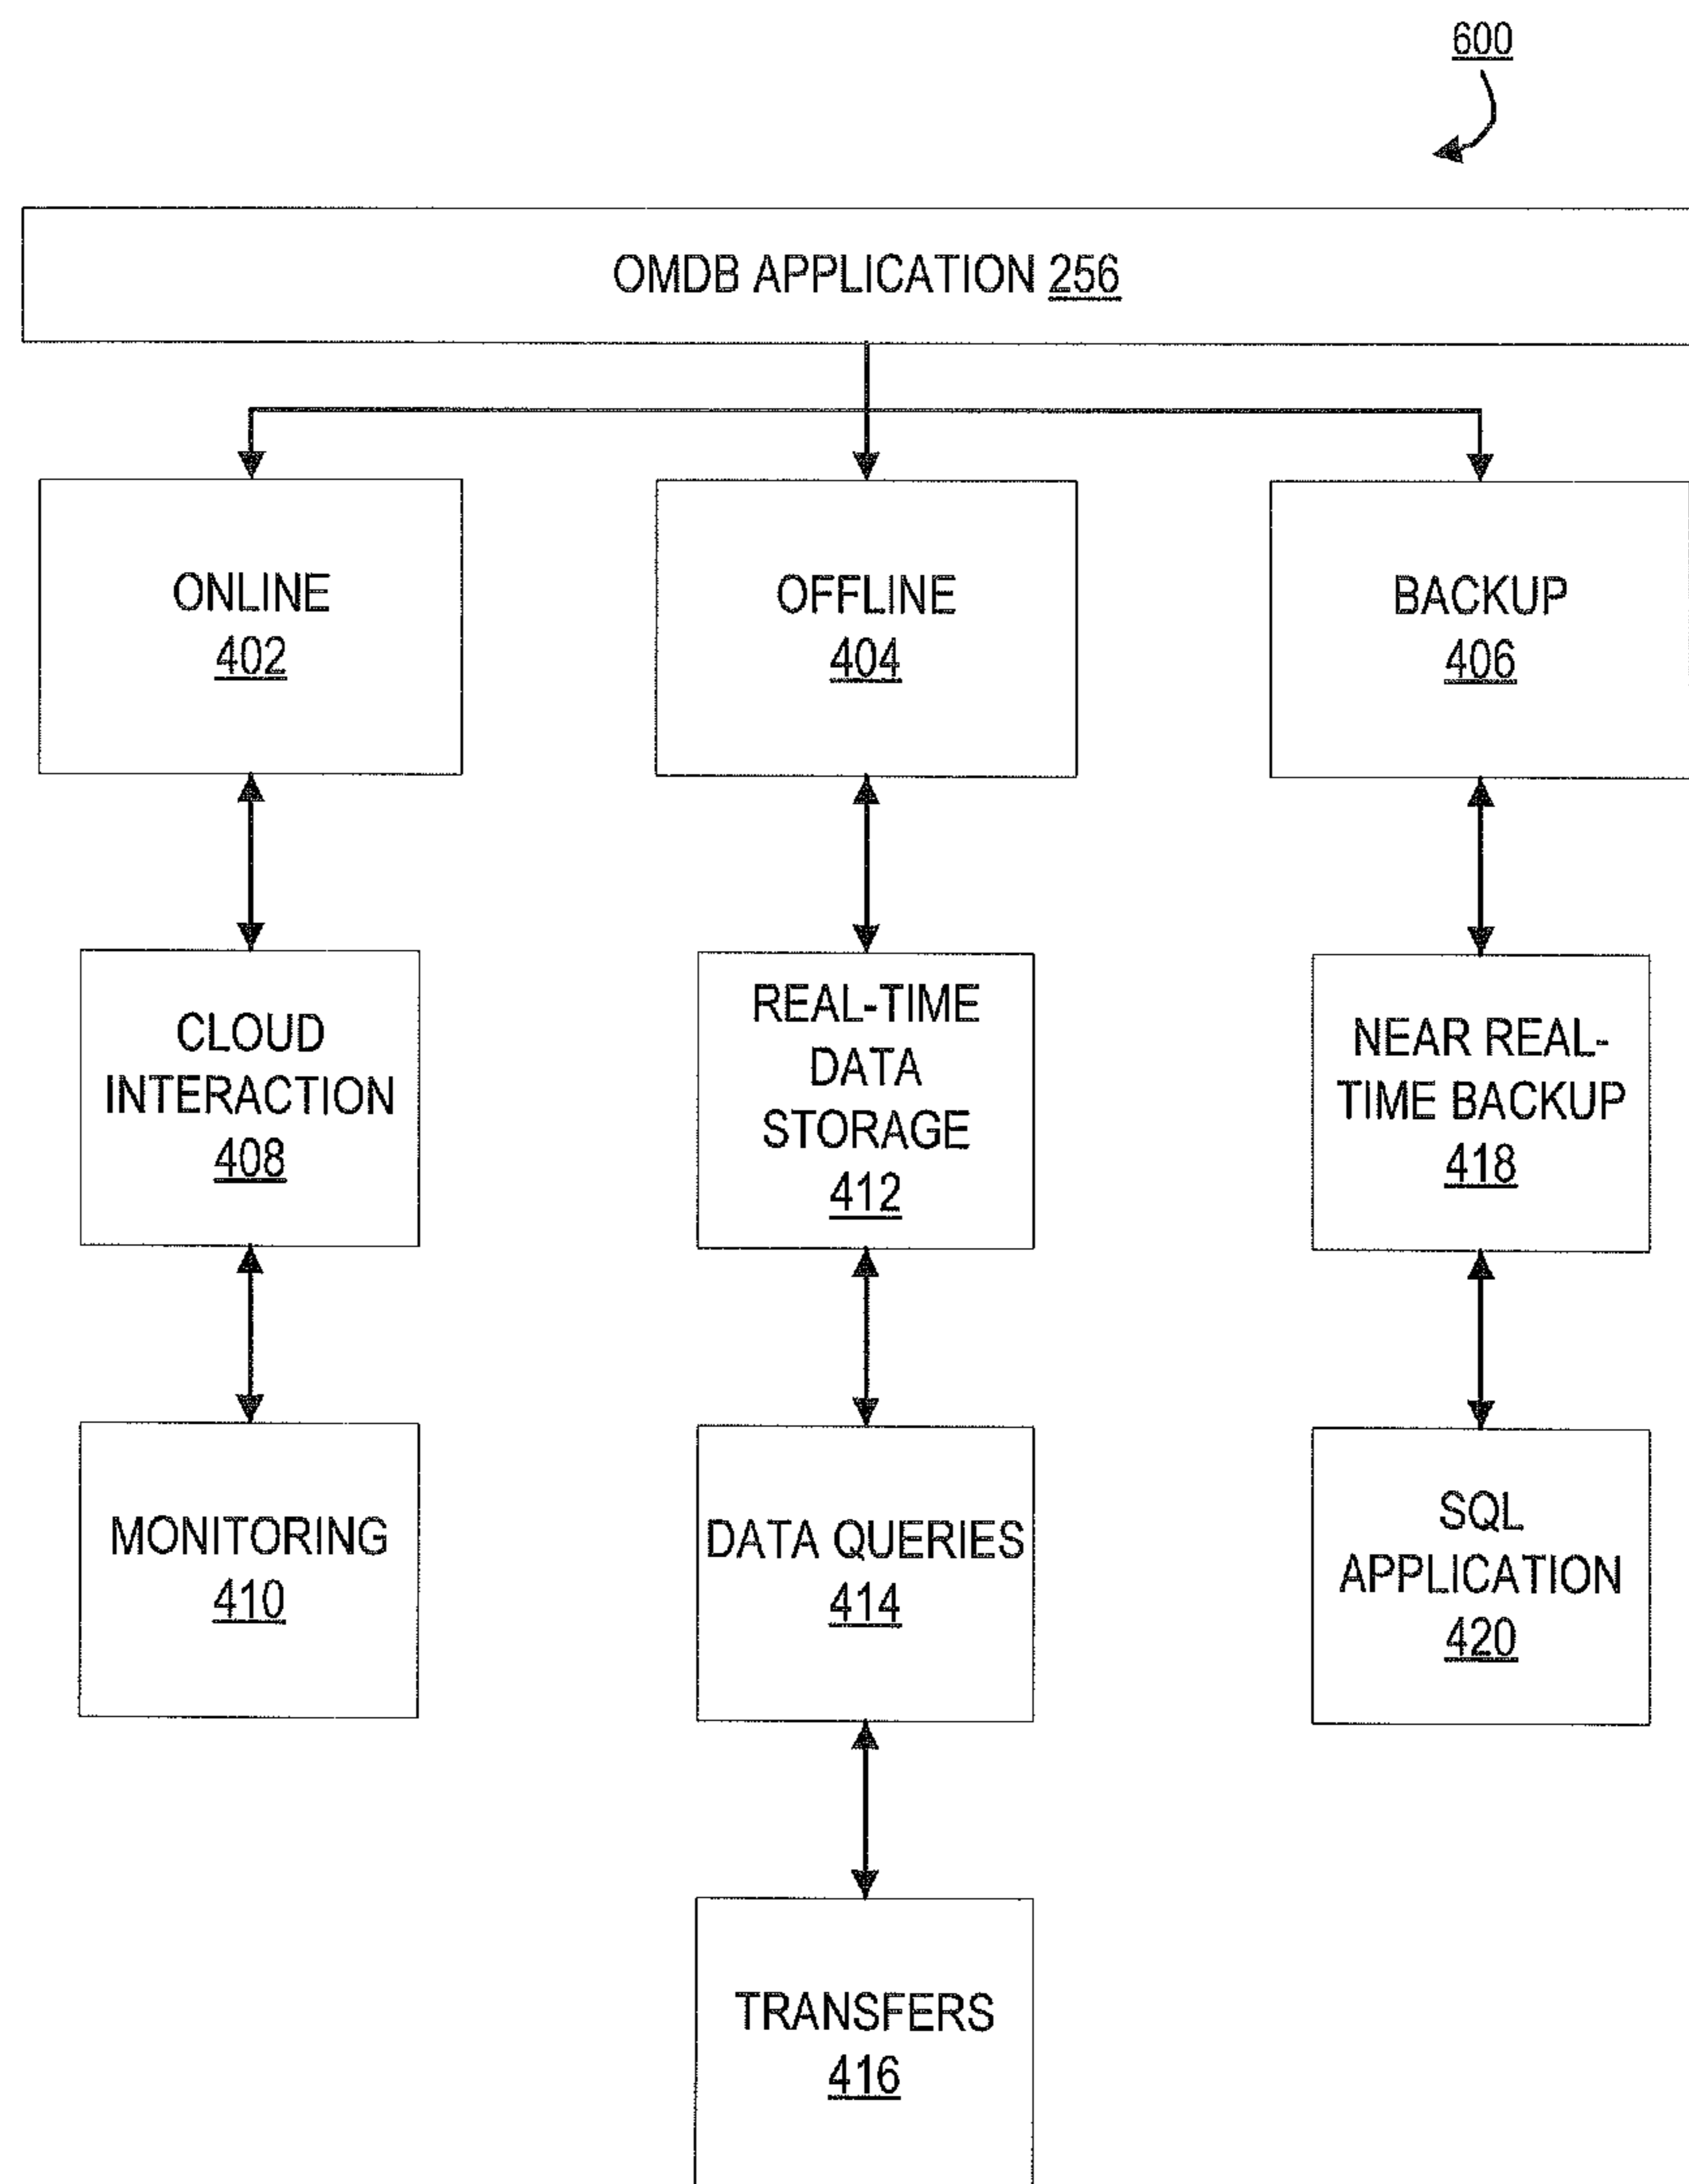 600
OMDB APPLICATION 256
ONLINE
402
OFFLINE
404
BACKUP
406
CLOUD
INTERACTION
408
REAL-TIME
DATA
STORAGE
412
NEAR REAL-
TIME BACKUP
418
MONITORING
410
DATA QUERIES
414
SQL
APPLICATION
420
TRANSFERS
416